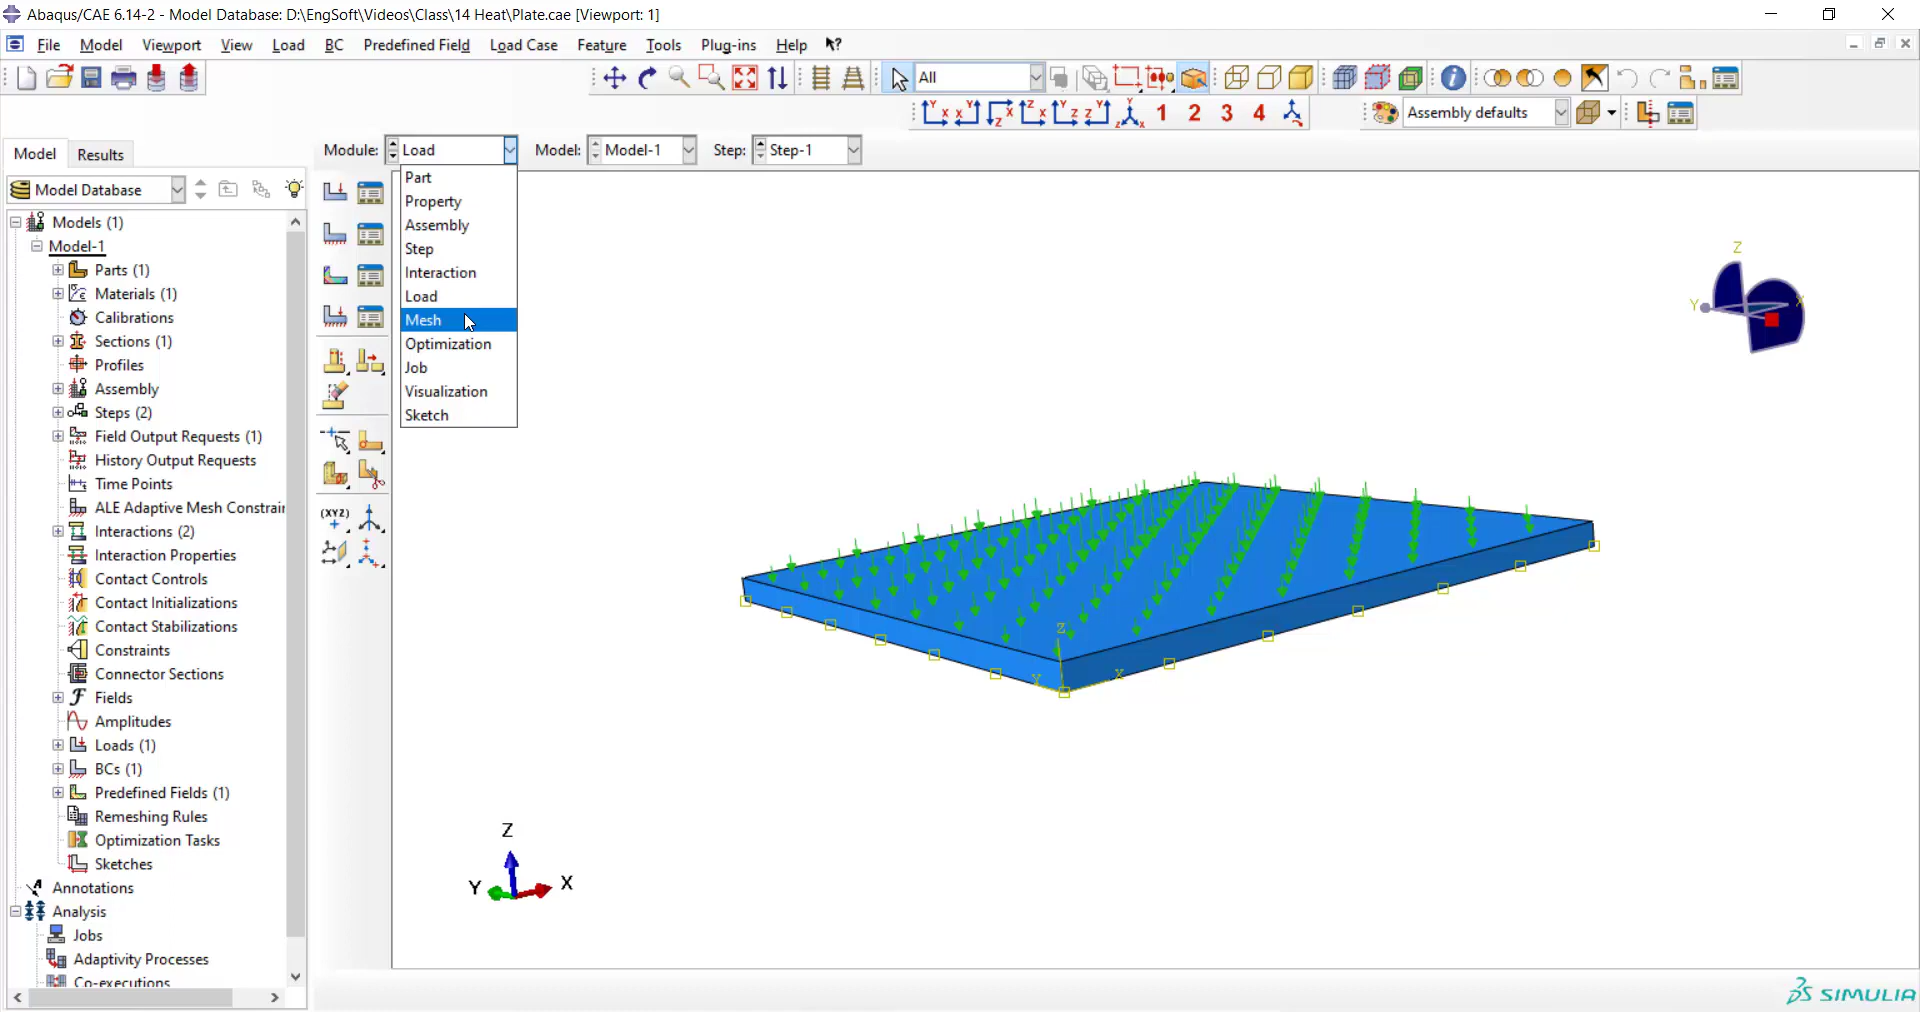 Abaqus/CAE 6.14-2 - Model Database: D:\EngSoft\Videos\Class\14 Heat\Plate.cae [Viewport: 1]
File Model Viewport View Load BC Predefined Field Load Case Feature Tools Plug-ins Help ?
All
1 2 3 4 Assembly defaults
Model Results Module: Load Model: Model-1 Step: Step-1
Model Database
Part
Property
Assembly
Step
Interaction
Load
Mesh
Optimization
Job
Visualization
Sketch
Models (1)
Model-1
Parts (1)
Materials (1)
Calibrations
Sections (1)
Profiles
Assembly
Steps (2)
Field Output Requests (1)
History Output Requests
Time Points
ALE Adaptive Mesh Constrai
Interactions (2)
Interaction Properties
Contact Controls
Contact Initializations
Contact Stabilizations
Constraints
Connector Sections
Fields
Amplitudes
Loads (1)
BCs (1)
Predefined Fields (1)
Remeshing Rules
Optimization Tasks
Sketches
Annotations
Analysis
Jobs
Adaptivity Processes
Co-executions
(XYZ)
Z
Y X
Z
Y X
Z
Y X
SIMULIA